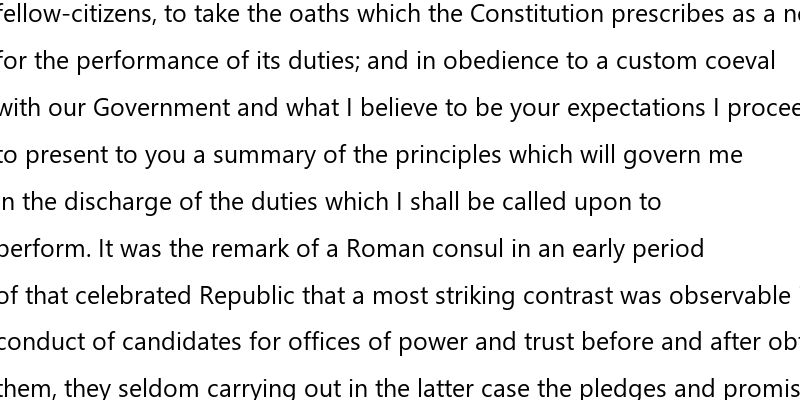 fellow-citizens, to take the oaths which the Constitution prescribes as a
for the performance of its duties; and in obedience to a custom coeval
with our Government and what I believe to be your expectations I
to present to you a summary of the principles which will govern me
in the discharge of the duties which I shall be called upon to
perform. It was the remark of a Roman consul in an early period
of that celebrated Republic that a most striking contrast was observable
conduct of candidates for offices of power and trust before and after
them, they seldom carrying out in the latter case the pledges and